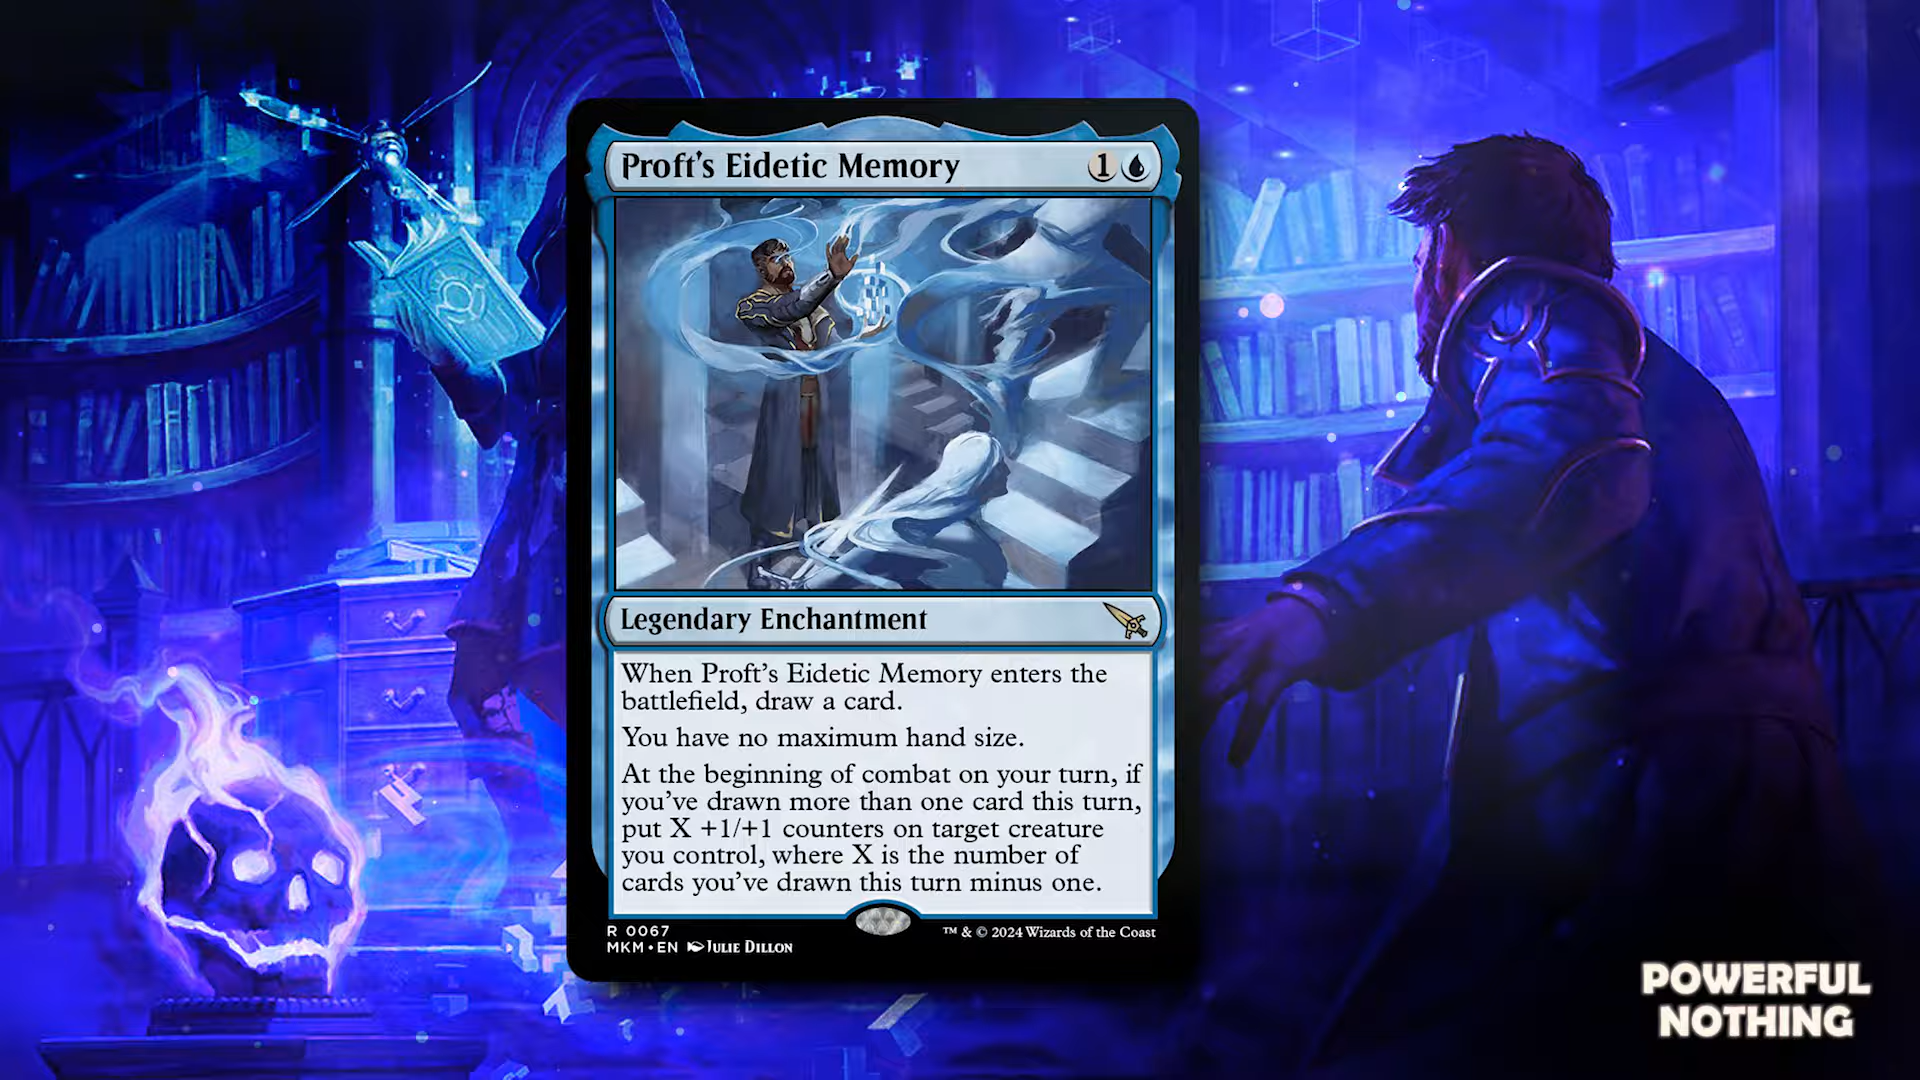 Proft's Eidetic Memory 1
Legendary Enchantment
When Proft's Eidetic Memory enters the
battlefield, draw a card.
You have no maximum hand size.
At the beginning of combat on your turn, if
you've drawn more than one card this turn,
put X +1/+1 counters on target creature
you control, where X is the number of
cards you've drawn this turn minus one.
R 0067
MKM • EN JULIE DILLON
™ & © 2024 Wizards of the Coast
POWERFUL
NOTHING